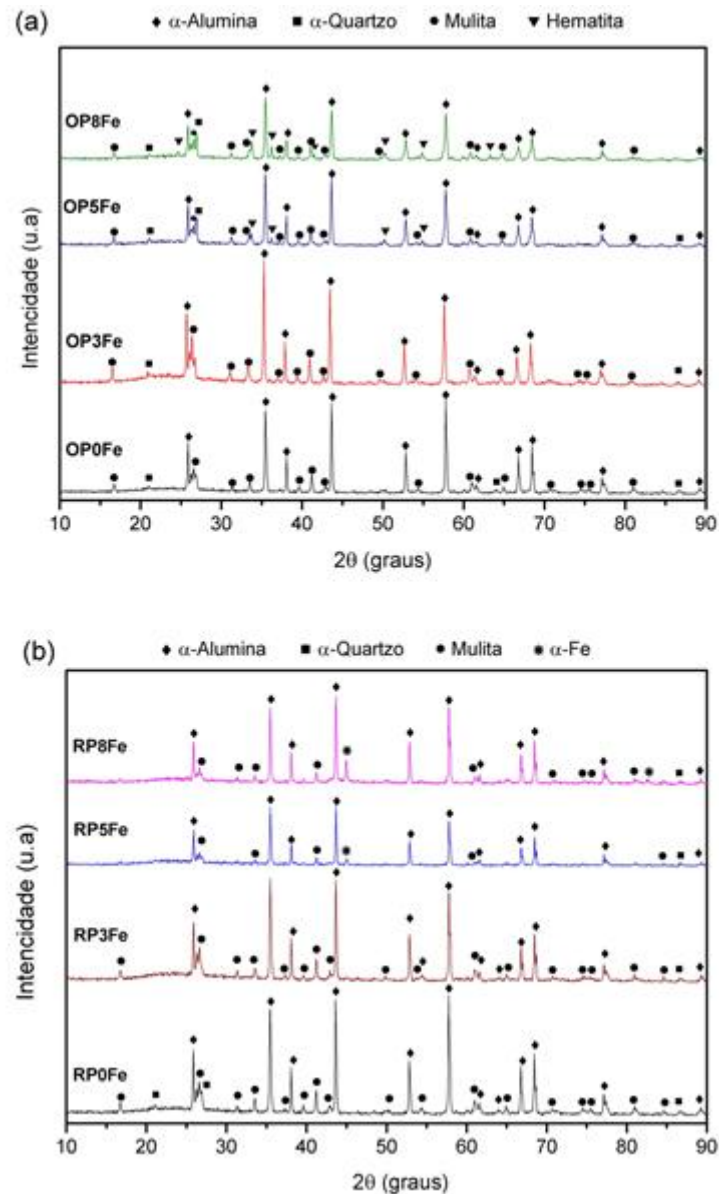 (a)
α-Alumina α-Quartzo Mulita Hematita
OP8Fe
OP5Fe
OP3Fe
OP0Fe
Intencidade (u.a)
10 20 30 40 50 60 70 80 90
2θ (graus)
(b)
α-Alumina α-Quartzo Mulita α-Fe
RP8Fe
RP5Fe
RP3Fe
RP0Fe
Intencidade (u.a)
10 20 30 40 50 60 70 80 90
2θ (graus)